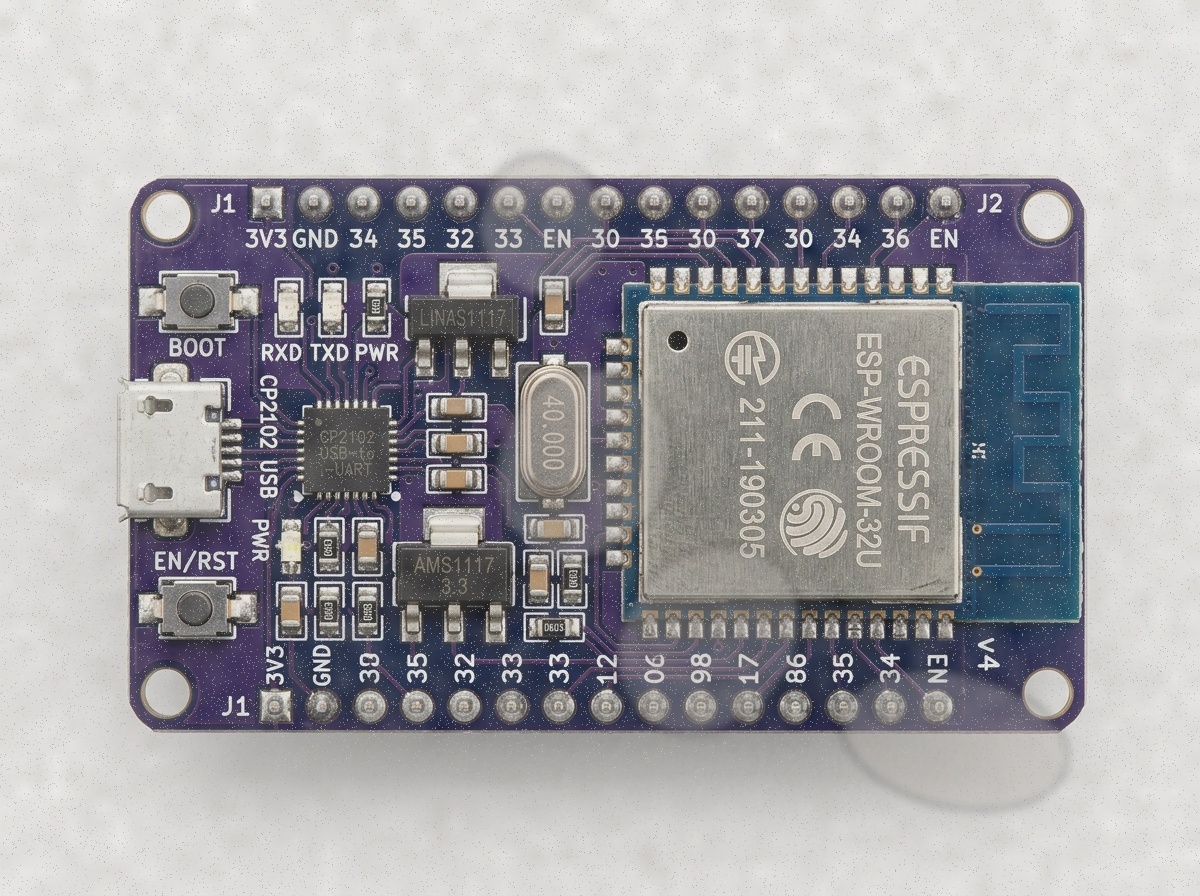 J1
J2
3V3 GND 34 35 32 33 EN 30 35 30 37 30 34 36 EN
BOOT
RXD TXD PWR
LINAS1117
CP2102 USB
CP2102
USB-to
-UART
40.000
ESPRESSIF
ESP-WROOM-32U
CE
211-190305
PWR
EN/RST
AMS1117
3.3
3V3 GND 35 32 33 33 12 06 98 17 86 35 34 EN
v4
J1